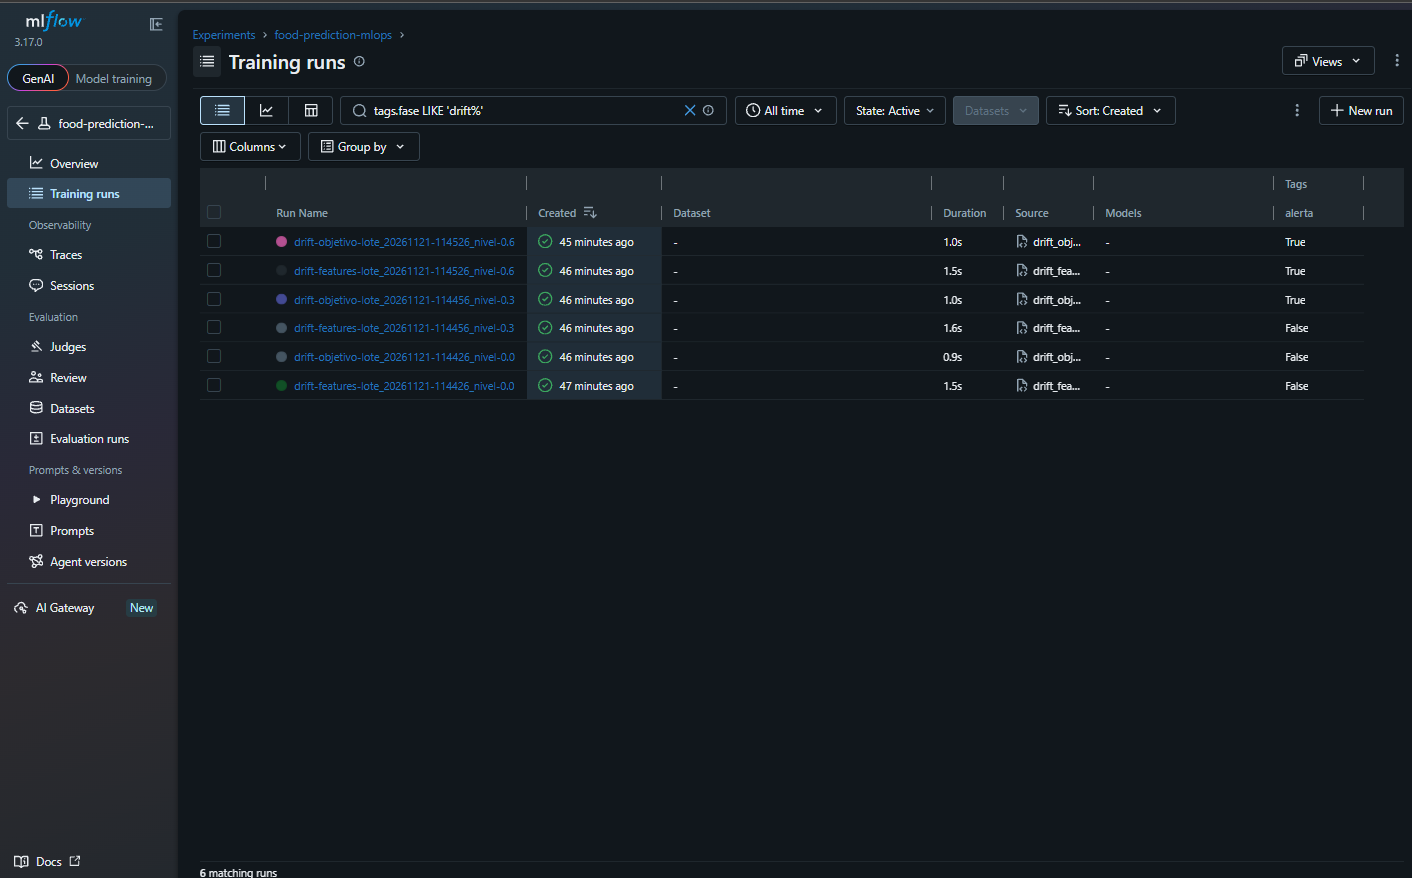 mlflow
3.17.0
GenAI
Model training
food-prediction-...
Overview
Training runs
Observability
Traces
Sessions
Evaluation
Judges
Review
Datasets
Evaluation runs
Prompts & versions
Playground
Prompts
Agent versions
AI Gateway
New
Docs
Experiments > food-prediction-mlops >
Training runs
Views
tags.fase LIKE 'drift%'
All time
State: Active
Datasets
Sort: Created
New run
Columns
Group by
Tags
Run Name Created Dataset Duration Source Models alerta
drift-objetivo-lote_20261121-114526_nivel-0.6 45 minutes ago - 1.0s drift_obj... - True
drift-features-lote_20261121-114526_nivel-0.6 46 minutes ago - 1.5s drift_fea... - True
drift-objetivo-lote_20261121-114456_nivel-0.3 46 minutes ago - 1.0s drift_obj... - True
drift-features-lote_20261121-114456_nivel-0.3 46 minutes ago - 1.6s drift_fea... - False
drift-objetivo-lote_20261121-114426_nivel-0.0 46 minutes ago - 0.9s drift_obj... - False
drift-features-lote_20261121-114426_nivel-0.0 47 minutes ago - 1.5s drift_fea... - False
6 matching runs